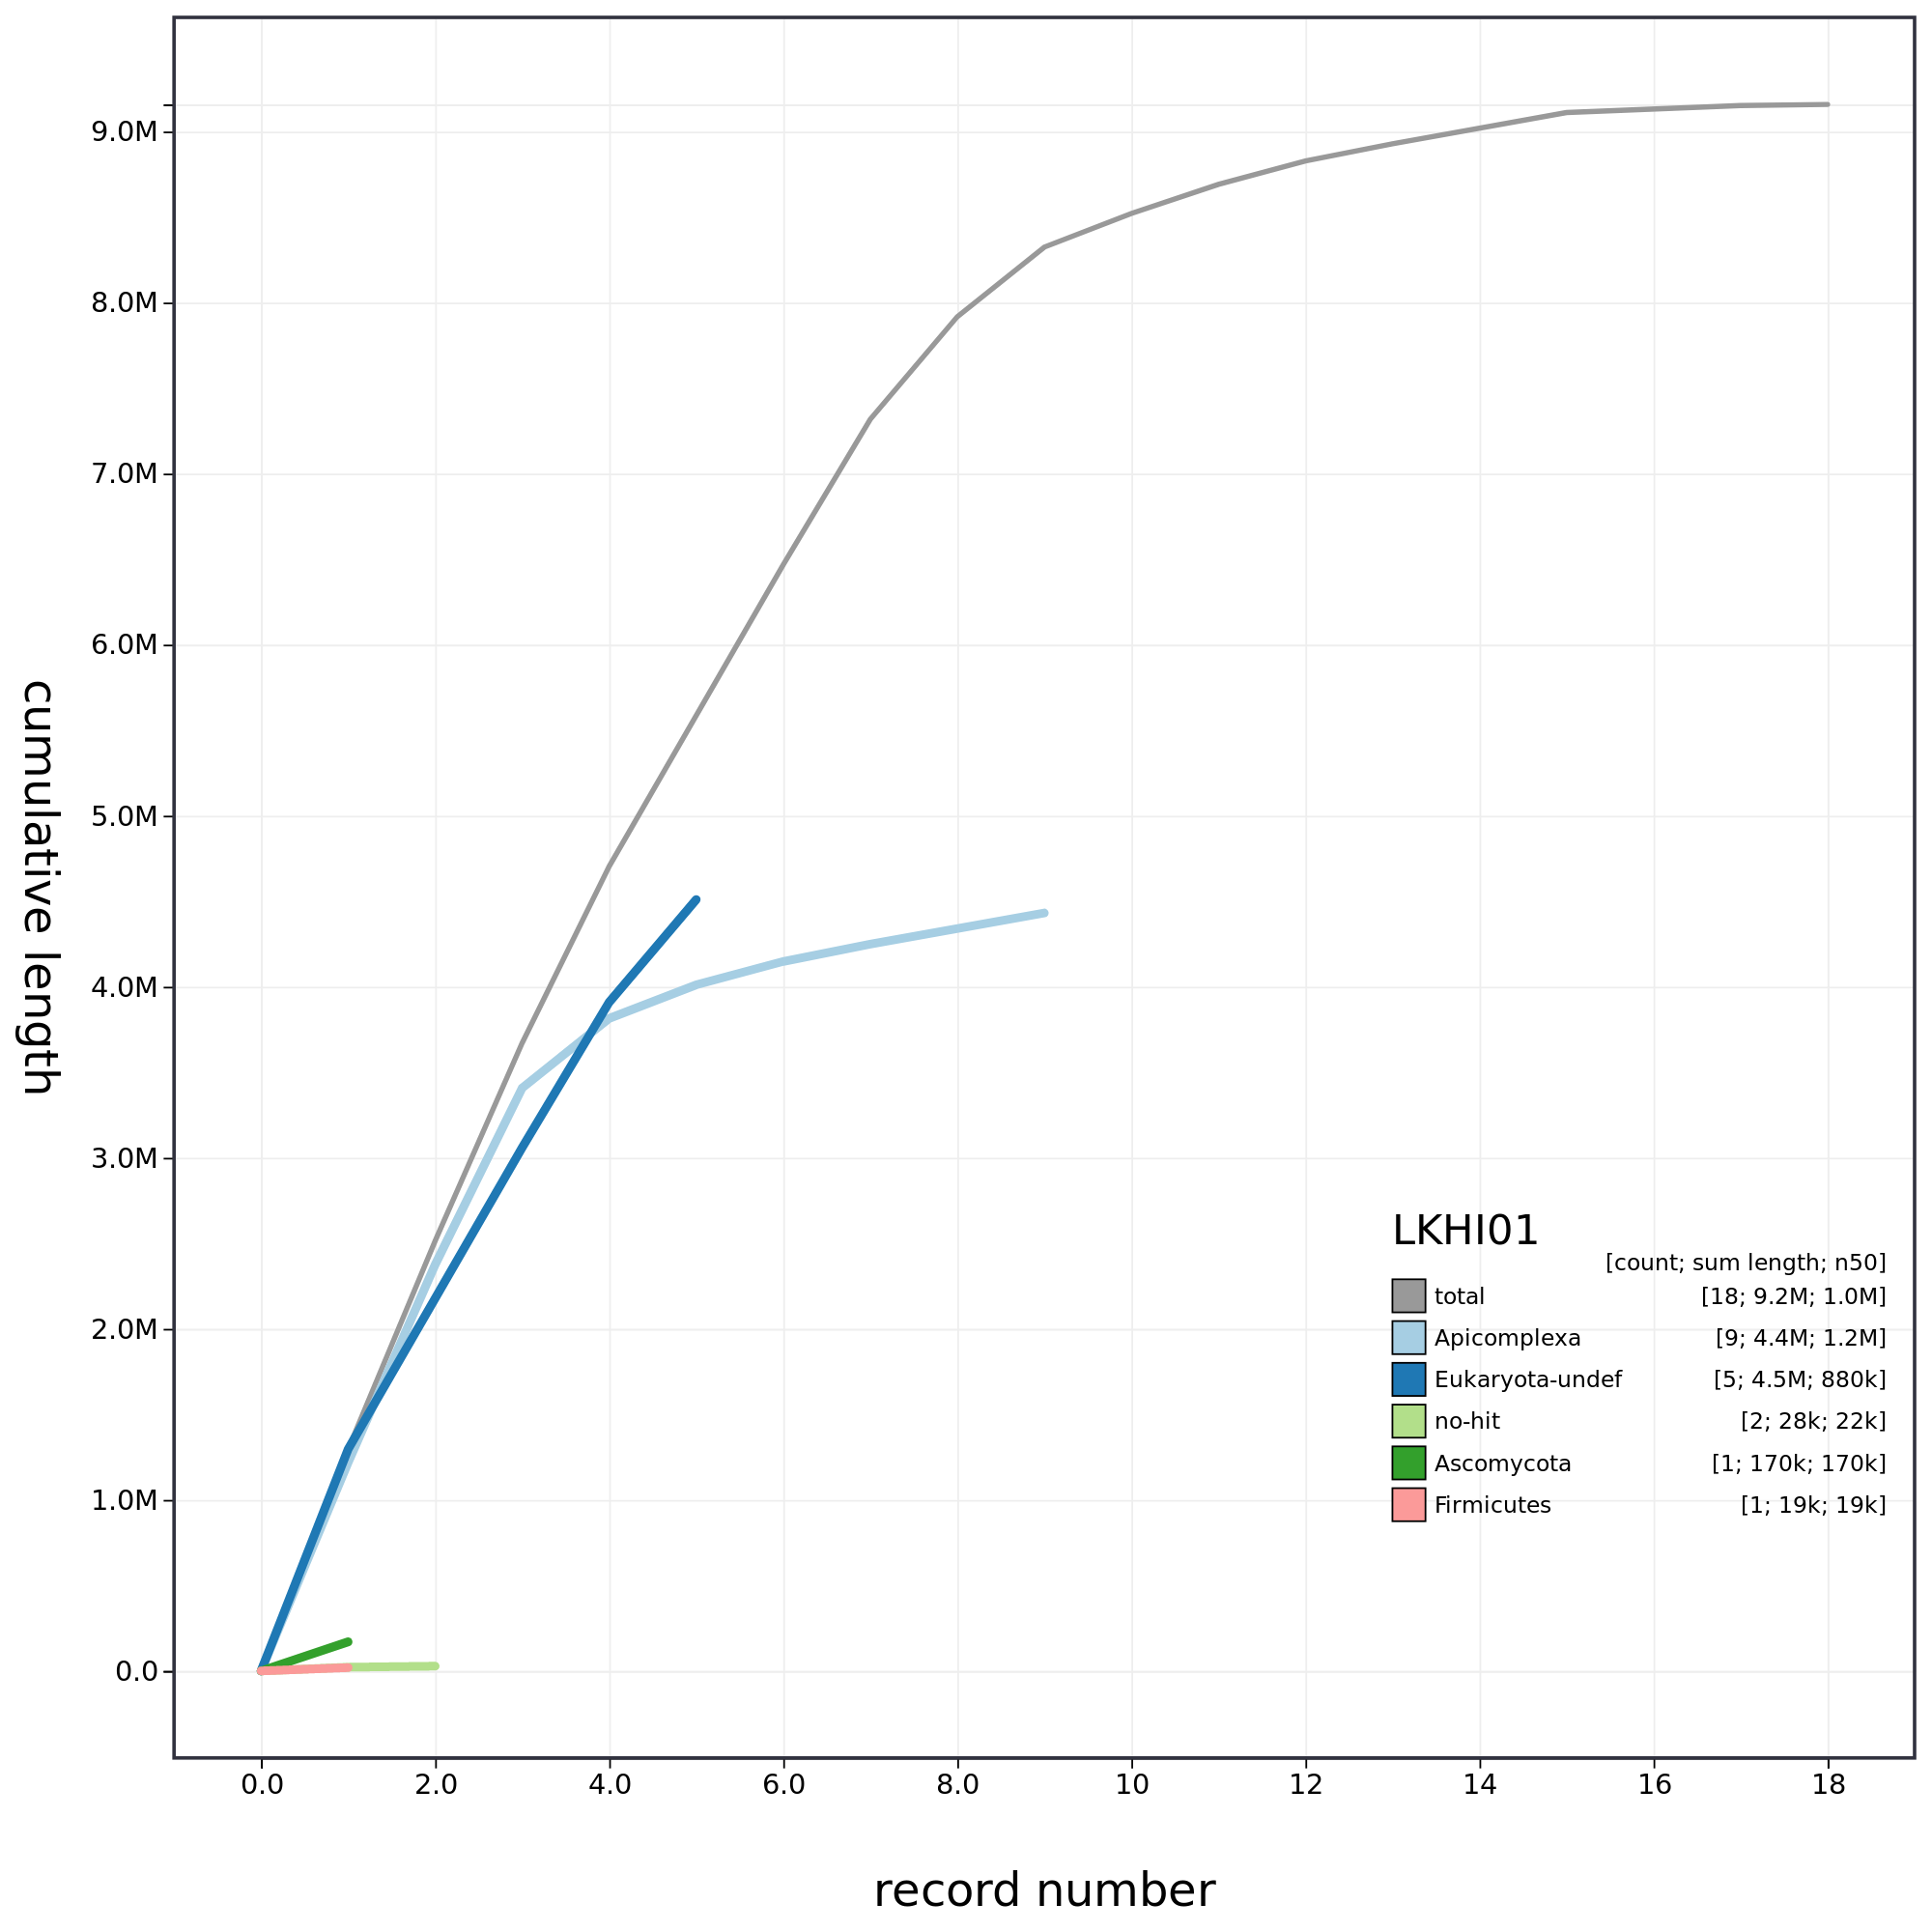 9.0M
8.0M
7.0M
6.0M
5.0M
4.0M
3.0M
2.0M
1.0M
0.0
cumulative length
LKHI01
[count; sum length; n50]
total [18; 9.2M; 1.0M]
Apicomplexa [9; 4.4M; 1.2M]
Eukaryota-undef [5; 4.5M; 880k]
no-hit [2; 28k; 22k]
Ascomycota [1; 170k; 170k]
Firmicutes [1; 19k; 19k]
0.0 2.0 4.0 6.0 8.0 10 12 14 16 18
record number